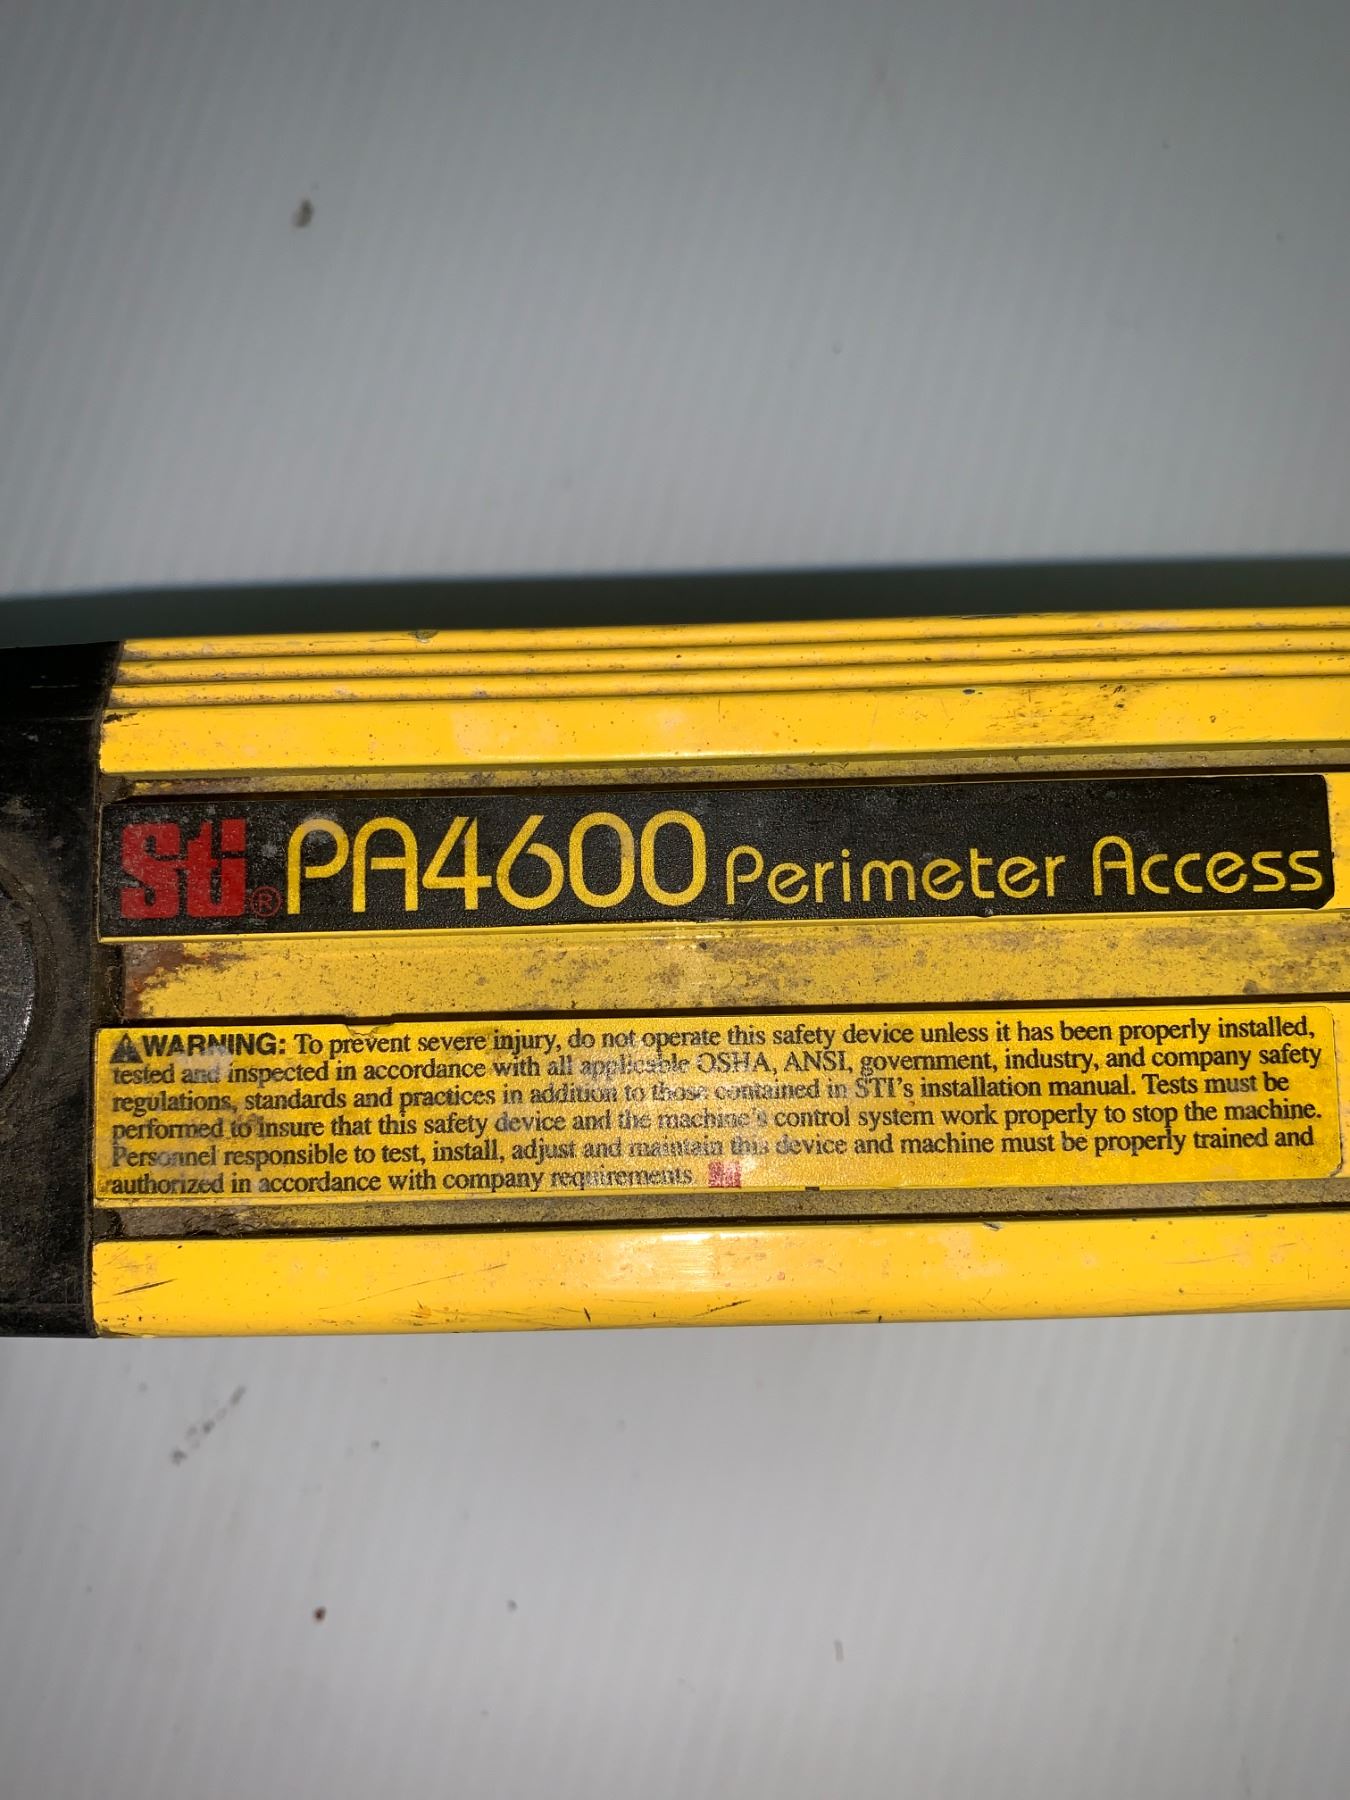 Sti® PA4600 Perimeter Access
WARNING: To prevent severe injury, do not operate this safety device unless it has been properly installed,
tested and inspected in accordance with all applicable OSHA, ANSI, government, industry, and company safety
regulations, standards and practices in addition to those contained in STI's installation manual. Tests must be
performed to insure that this safety device and the machine's control system work properly to stop the machine.
Personnel responsible to test, install, adjust and maintain this device and machine must be properly trained and
authorized in accordance with company requirements Sti